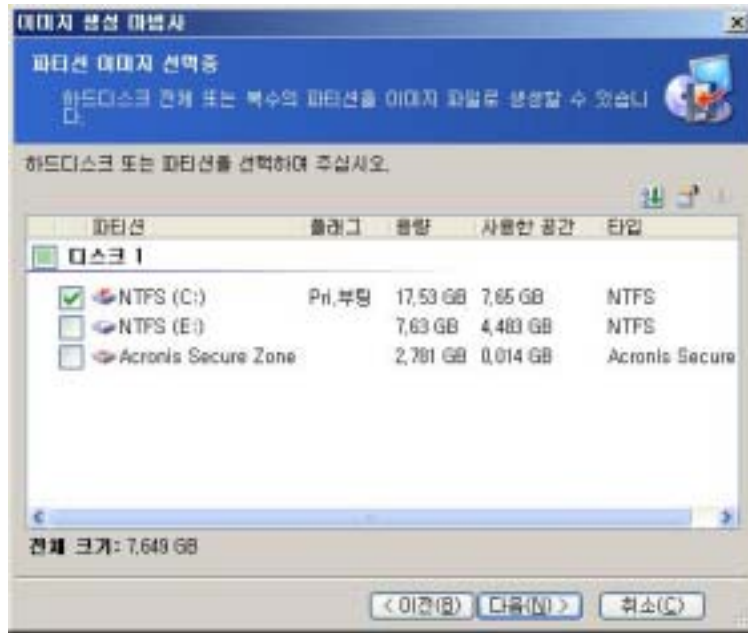 이미지 생성 마법사
파티션 이미지 선택중
하드디스크 전체 또는 복수의 파티션을 이미지 파일로 생성할 수 있습니
다.
하드디스크 또는 파티션을 선택하여 주십시오.
파티션 플래그 용량 사용한 공간 타입
디스크 1
NTFS (C:) Pri,부팅 17,53 GB 7,65 GB NTFS
NTFS (E:) 7,63 GB 4,483 GB NTFS
Acronis Secure Zone 2,781 GB 0,014 GB Acronis Secure
전체 크기: 7,649 GB
< 이전(B) 다음(N) > 취소(C)